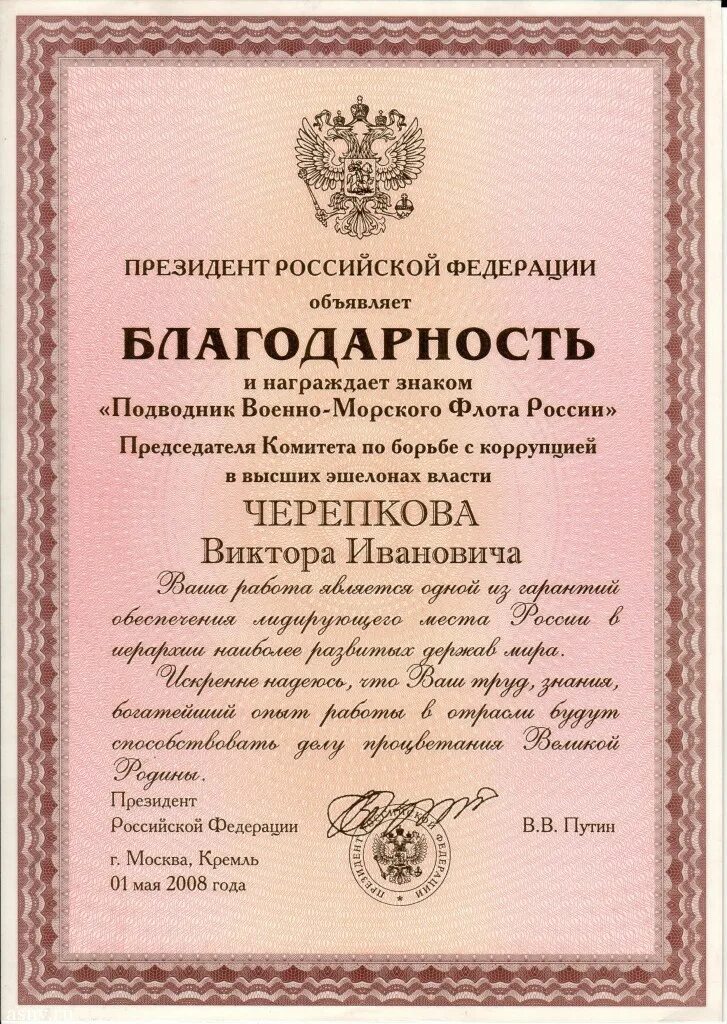 ПРЕЗИДЕНТ РОССИЙСКОЙ ФЕДЕРАЦИИ
объявляет
БЛАГОДАРНОСТЬ
и награждает знаком
«Подводник Военно-Морского Флота России»
Председателя Комитета по борьбе с коррупцией
в высших эшелонах власти
ЧЕРЕПКОВА
Виктора Ивановича
Ваша работа является одной из гарантий
обеспечения лидирующего места России в
иерархии наиболее развитых держав мира.
Искренне надеюсь, что Ваш труд, знания,
богатейший опыт работы в отрасли будут
способствовать делу процветания Великой
Родины.
Президент
Российской Федерации
В.В. Путин
ПРЕЗИДЕНТ РОССИЙСКОЙ ФЕДЕРАЦИИ
г. Москва, Кремль
01 мая 2008 года